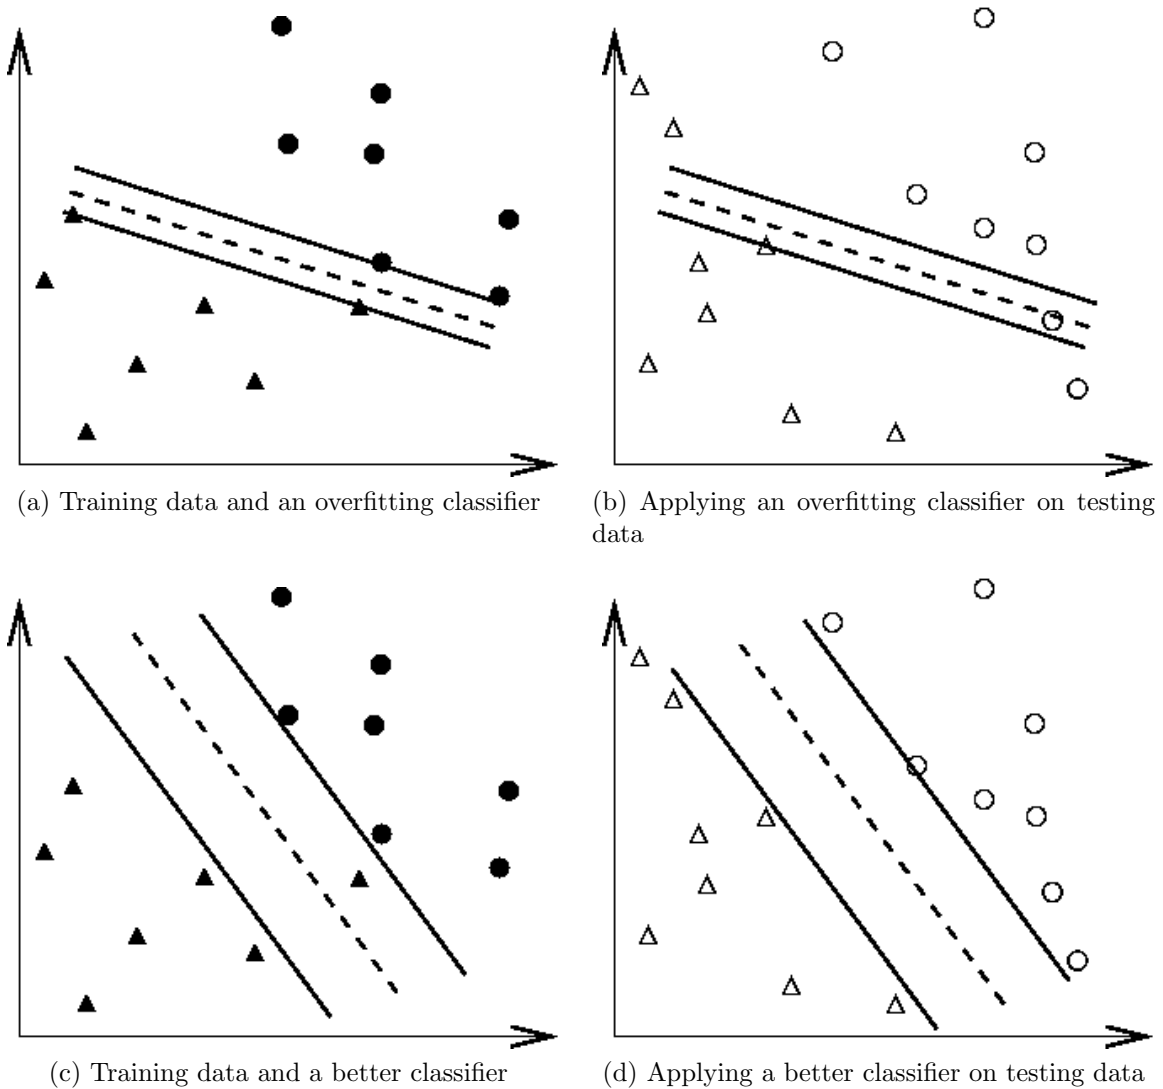 (a) Training data and an overfitting classifier
(b) Applying an overfitting classifier on testing
data
(c) Training data and a better classifier
(d) Applying a better classifier on testing data